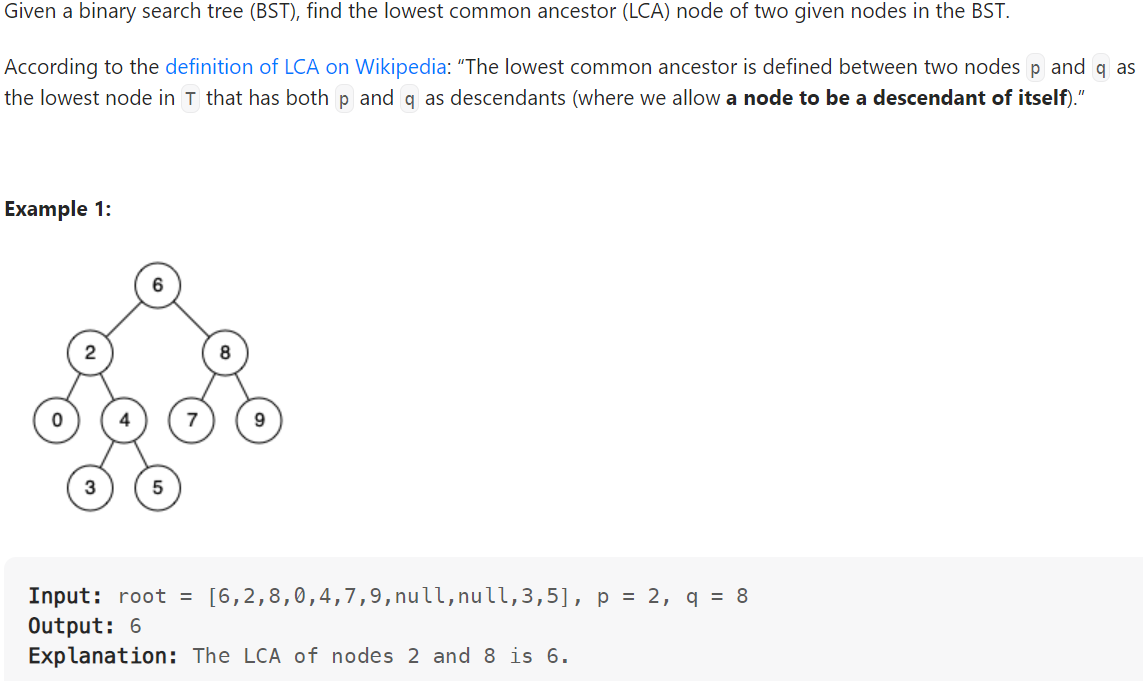 Given a binary search tree (BST), find the lowest common ancestor (LCA) node of two given nodes in the BST.
According to the definition of LCA on Wikipedia: “The lowest common ancestor is defined between two nodes p and q as
the lowest node in T that has both p and q as descendants (where we allow a node to be a descendant of itself).”
Example 1:
6
2 8
0 4 7 9
3 5
Input: root = [6,2,8,0,4,7,9,null,null,3,5], p = 2, q = 8
Output: 6
Explanation: The LCA of nodes 2 and 8 is 6.